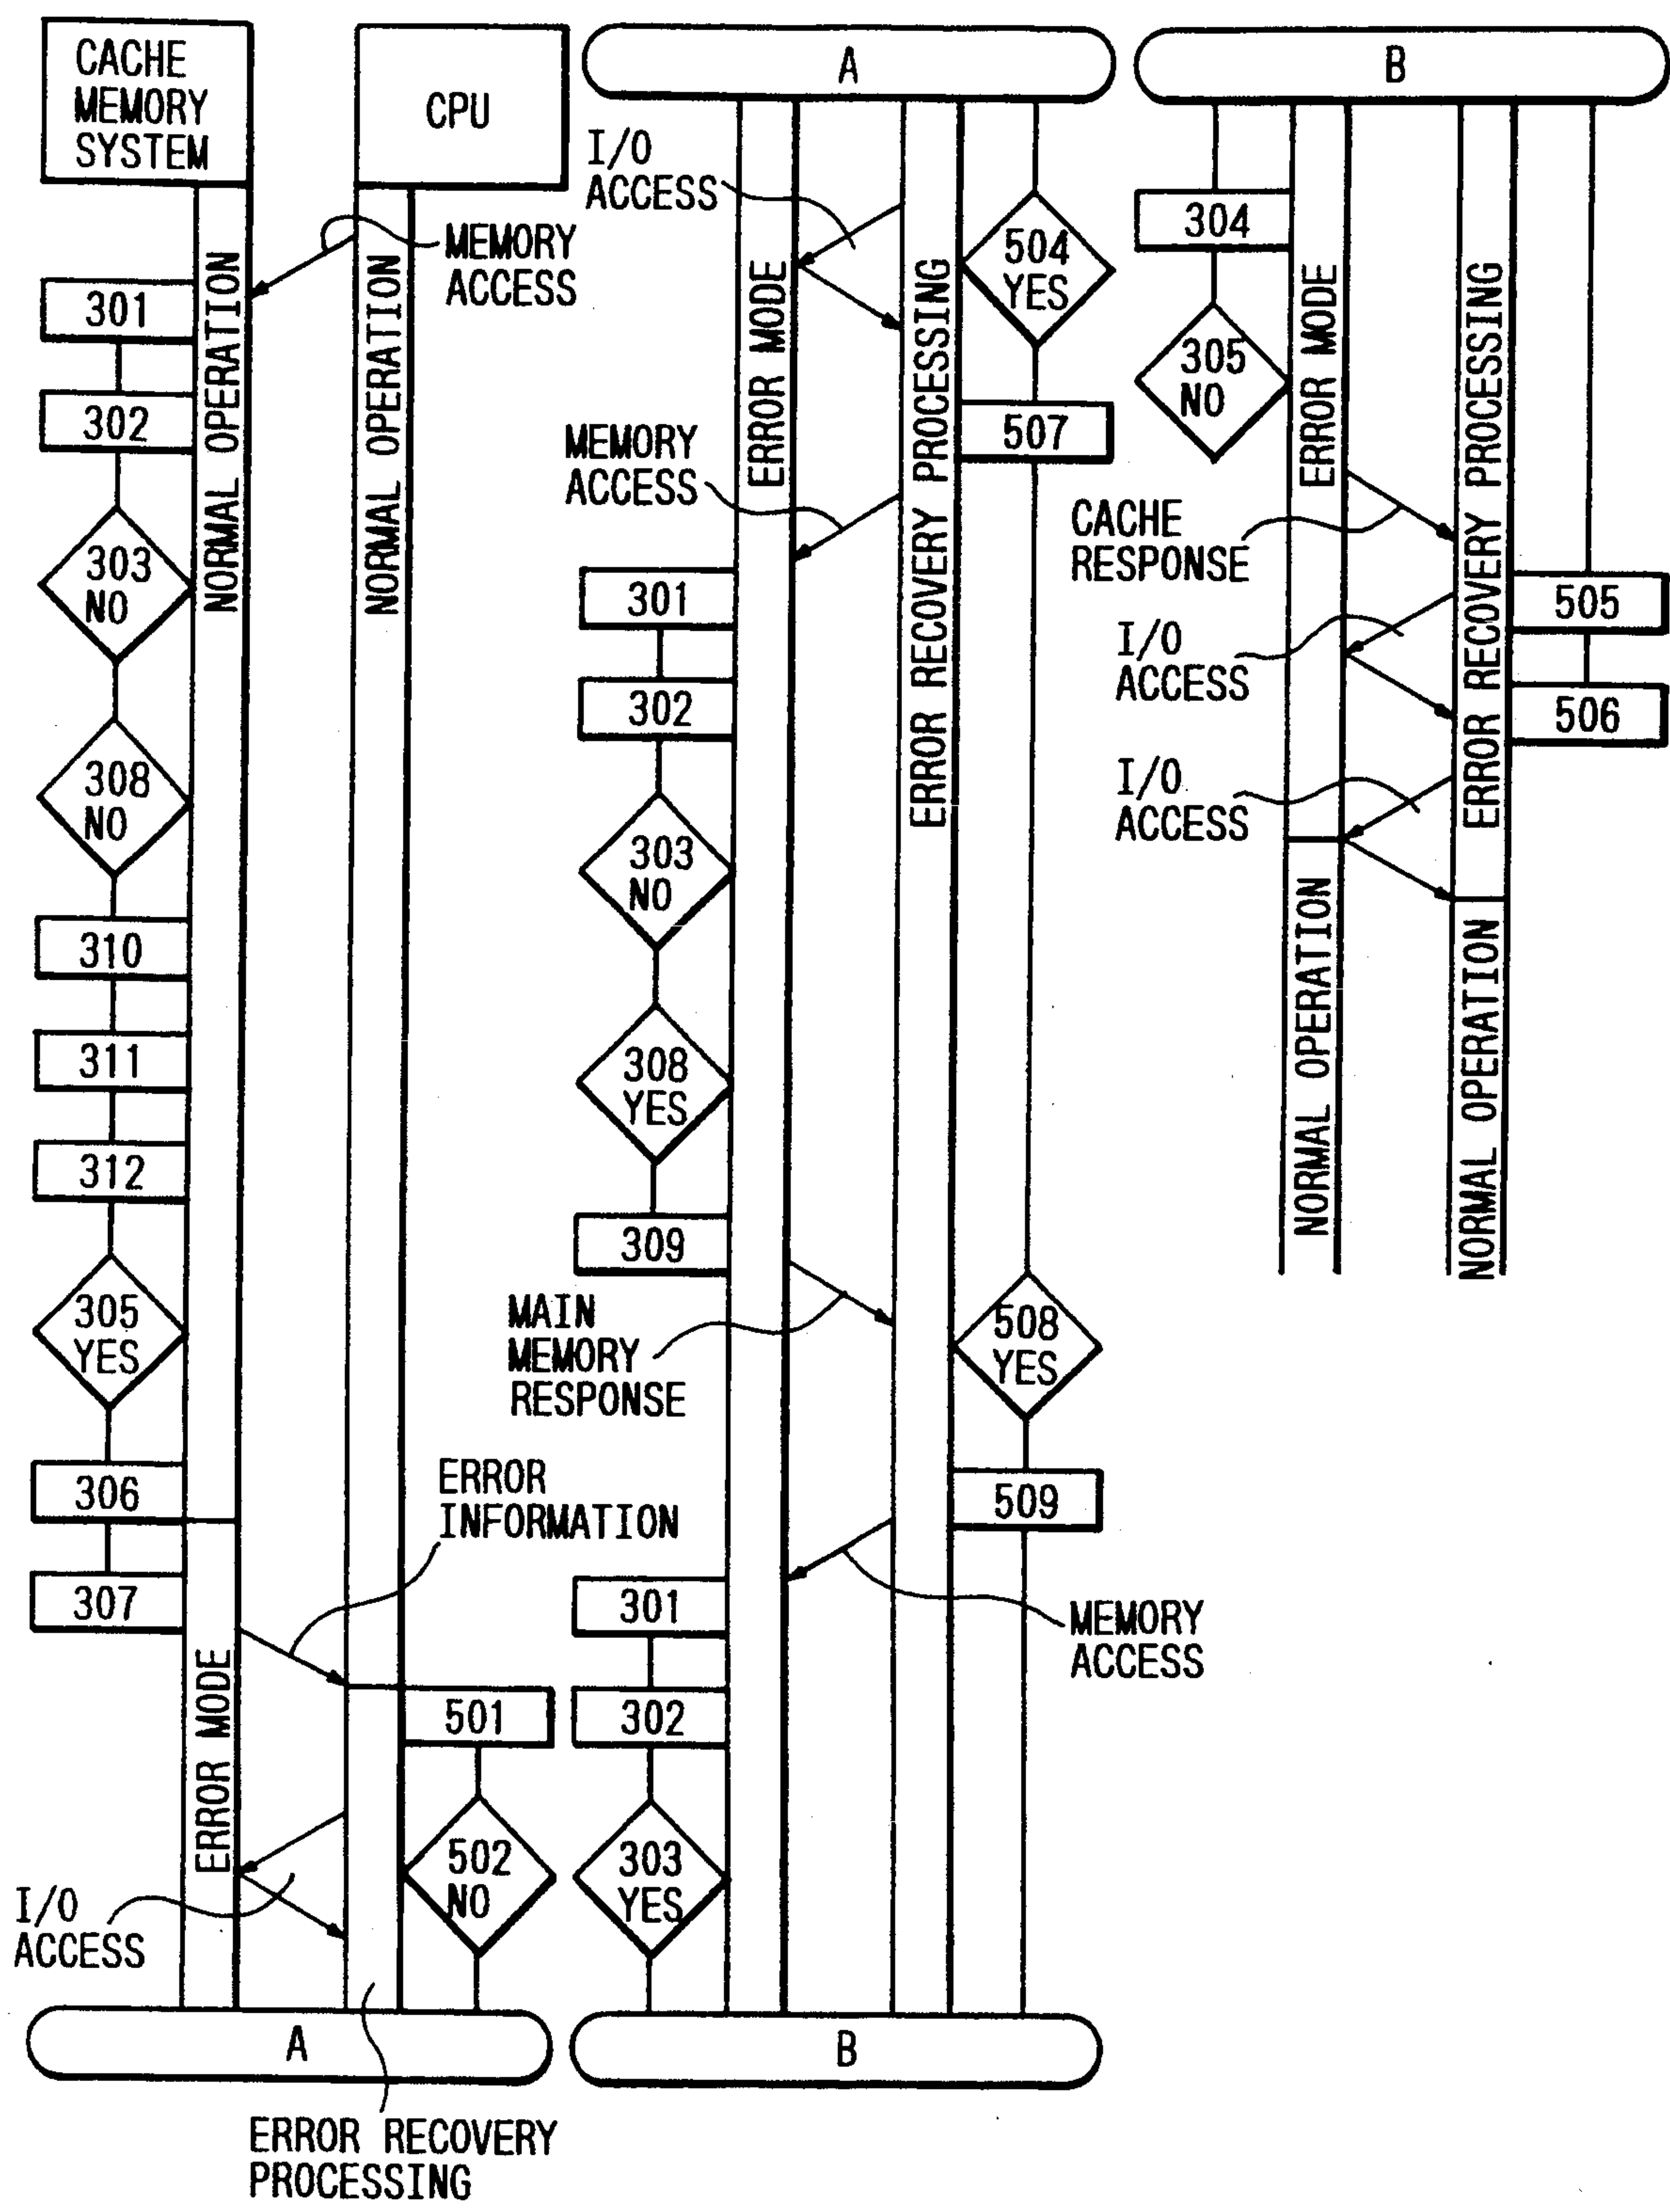 CACHE
MEMORY
SYSTEM
CPU
MEMORY
ACCESS
NORMAL OPERATION
NORMAL OPERATION
301
302
303
NO
308
NO
310
311
312
305
YES
306
307
ERROR
INFORMATION
ERROR MODE
501
502
NO
I/O
ACCESS
A
ERROR RECOVERY
PROCESSING
A
I/O
ACCESS
ERROR MODE
ERROR RECOVERY PROCESSING
504
YES
507
MEMORY
ACCESS
301
302
303
NO
308
YES
309
MAIN
MEMORY
RESPONSE
508
YES
509
MEMORY
ACCESS
301
302
303
YES
B
B
304
305
NO
ERROR MODE
ERROR RECOVERY PROCESSING
CACHE
RESPONSE
505
I/O
ACCESS
506
I/O
ACCESS
NORMAL OPERATION
NORMAL OPERATION